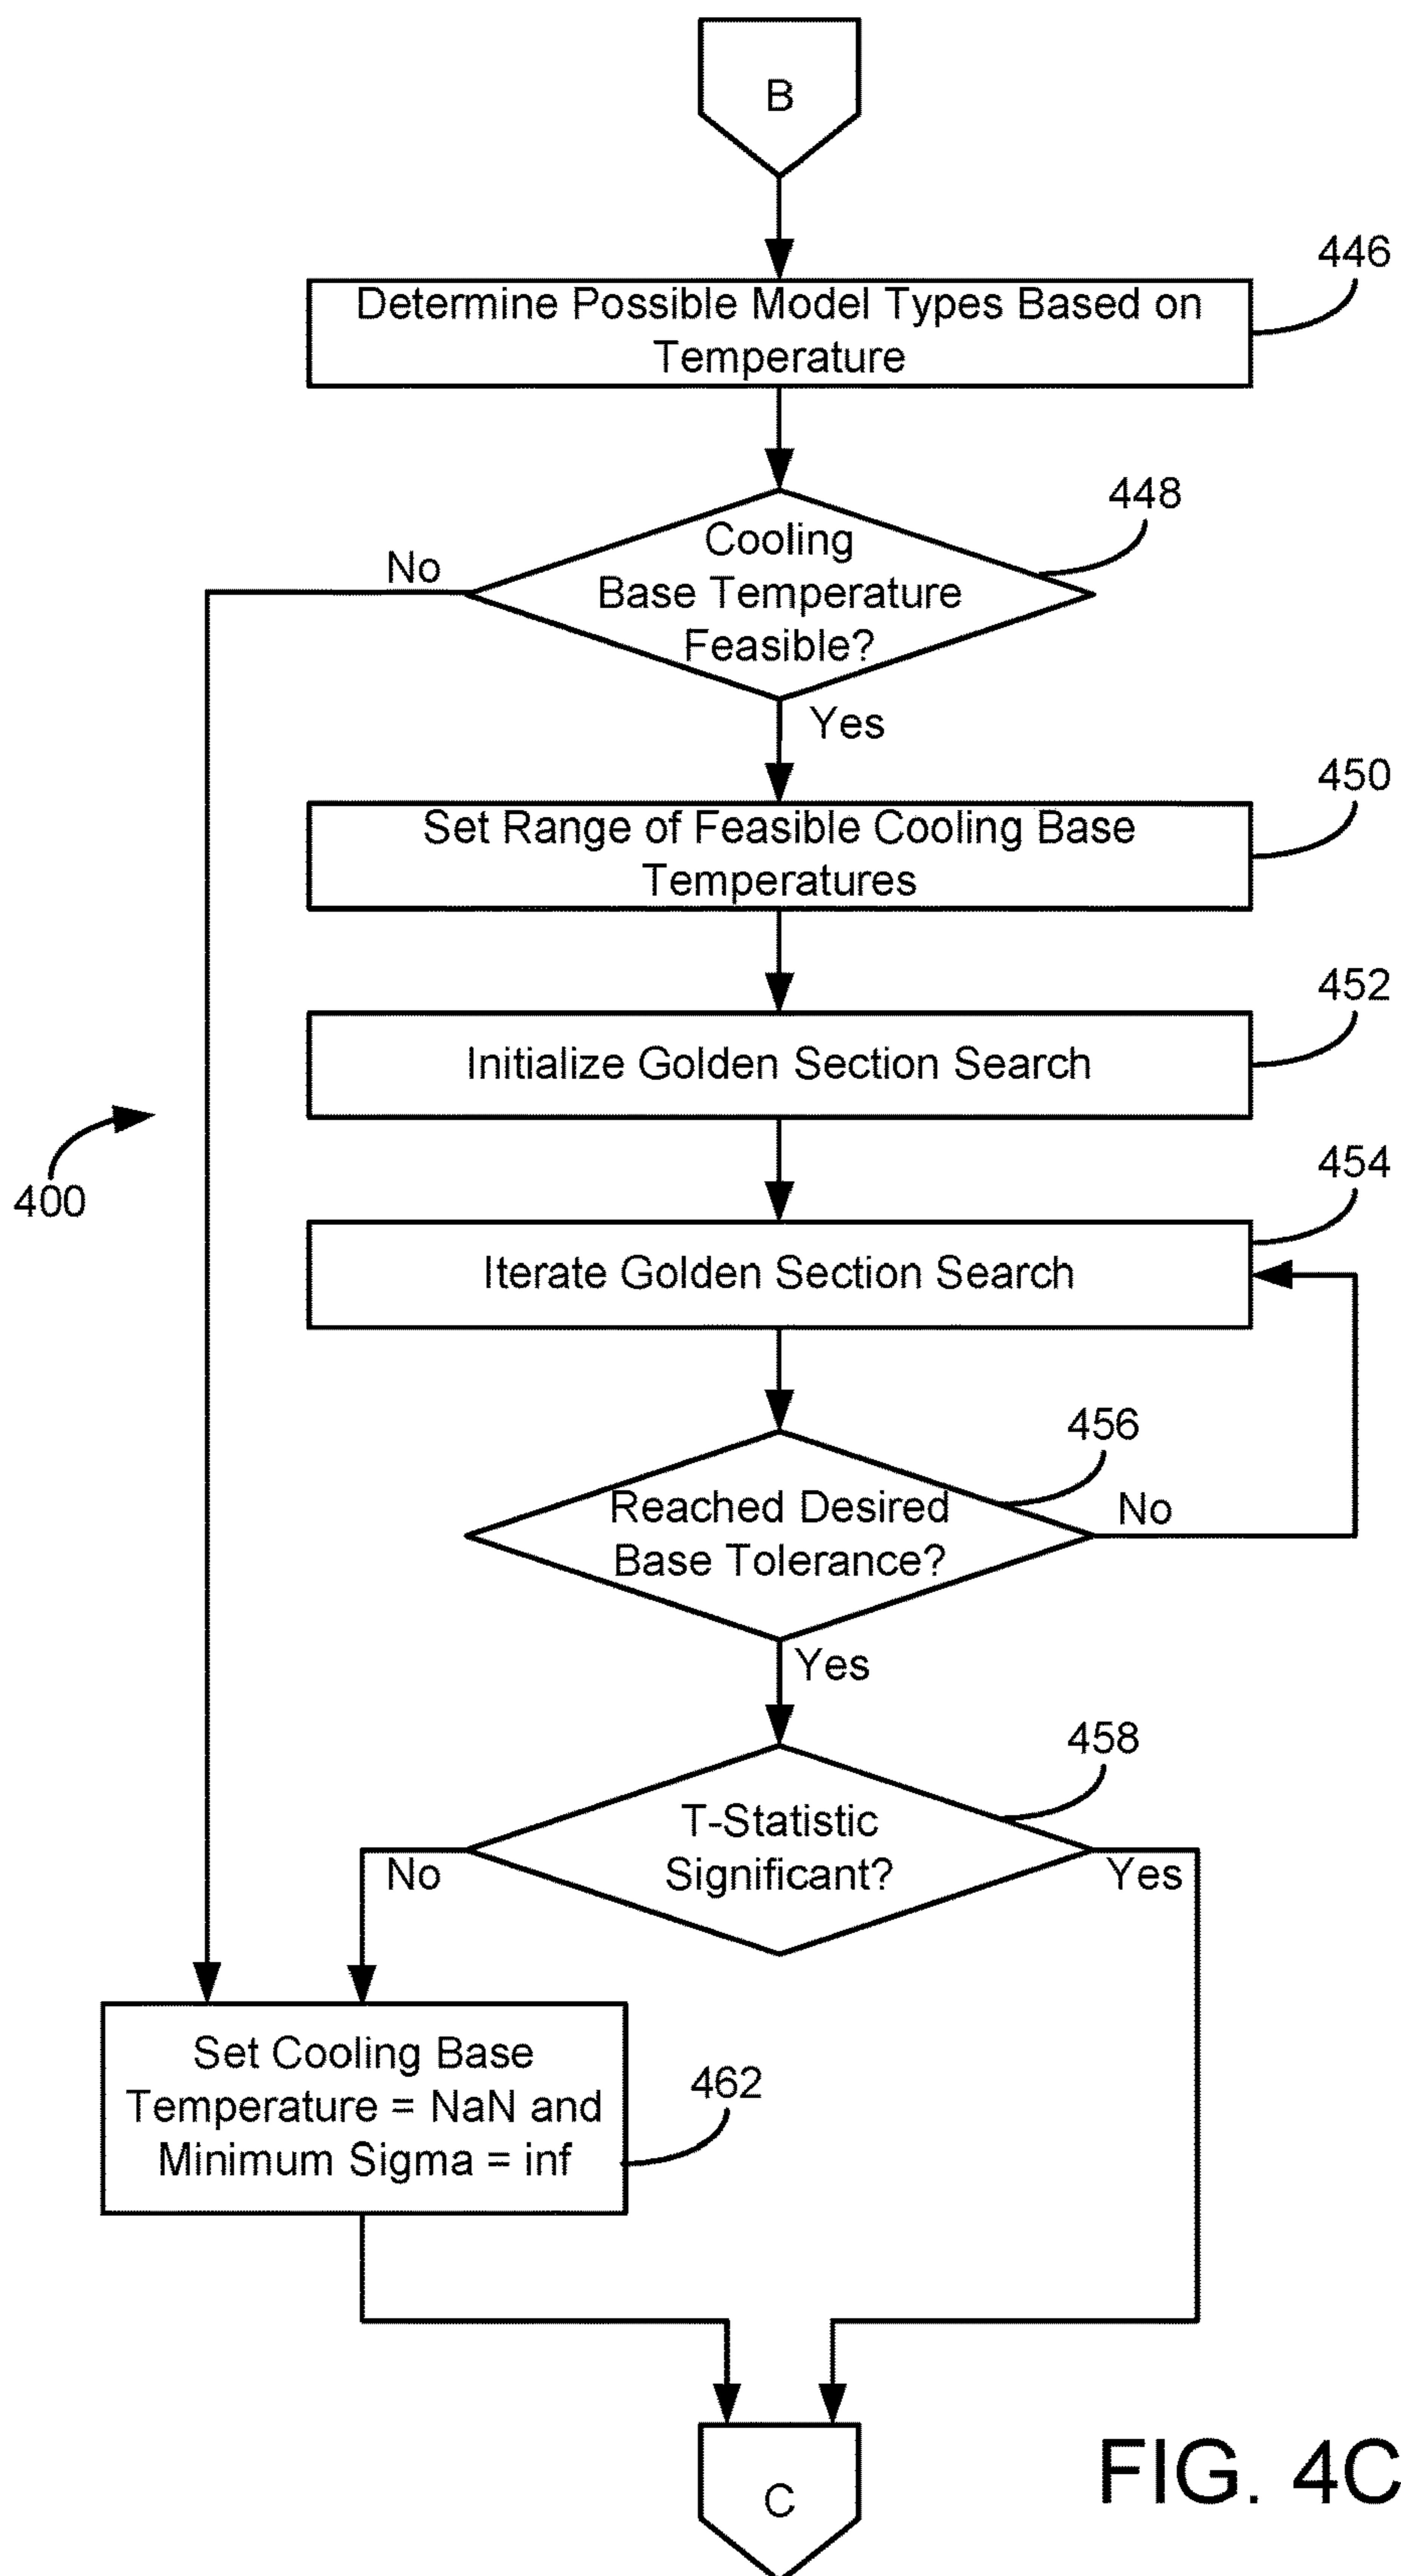 B
446
Determine Possible Model Types Based on
Temperature
448
Cooling
Base Temperature
Feasible?
No
Yes
450
Set Range of Feasible Cooling Base
Temperatures
452
Initialize Golden Section Search
400
454
Iterate Golden Section Search
456
Reached Desired
Base Tolerance?
No
Yes
458
T-Statistic
Significant?
No
Yes
Set Cooling Base
Temperature = NaN and
Minimum Sigma = inf
462
C
FIG. 4C